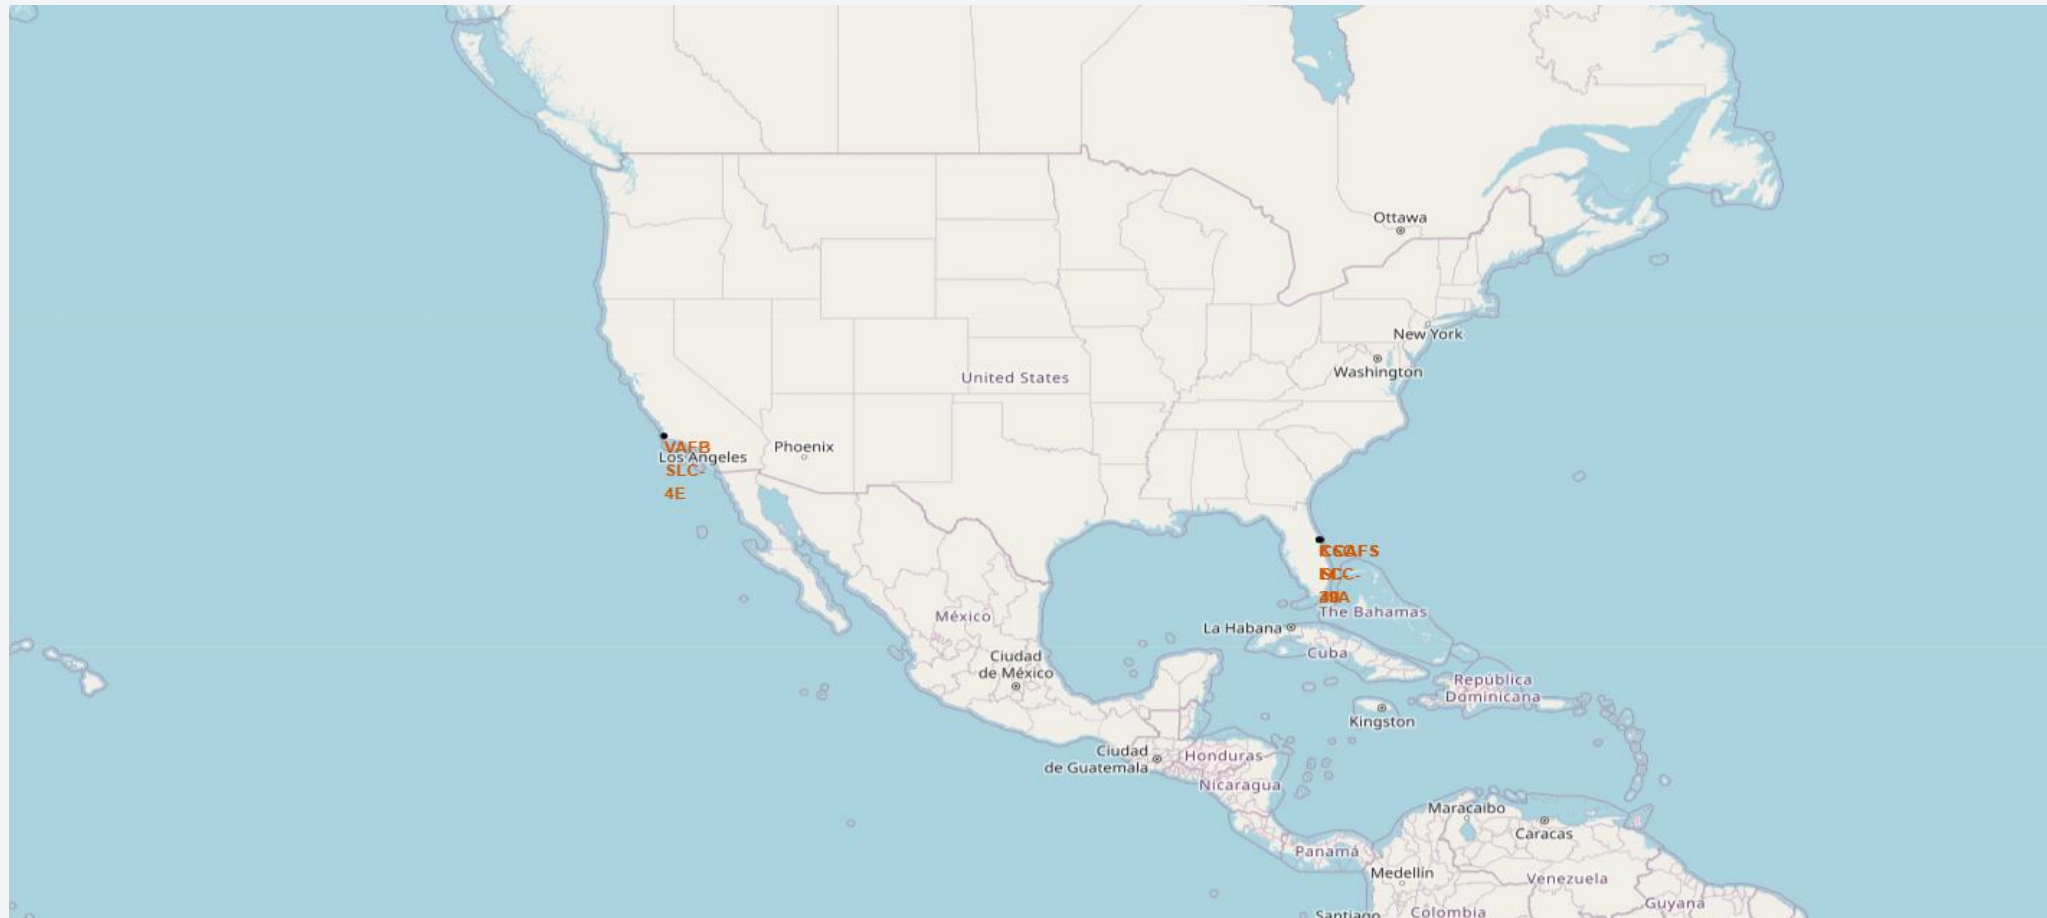 Ottawa
New York
Washington
United States
VAFB
SLC-
4E
Los Angeles
Phoenix
The Bahamas
México
La Habana
Cuba
Ciudad
de México
República
Dominicana
Kingston
Ciudad
de Guatemala
Honduras
Nicaragua
Maracaibo
Caracas
Panamá
Medellín
Venezuela
Guyana
Colombia
Santiago